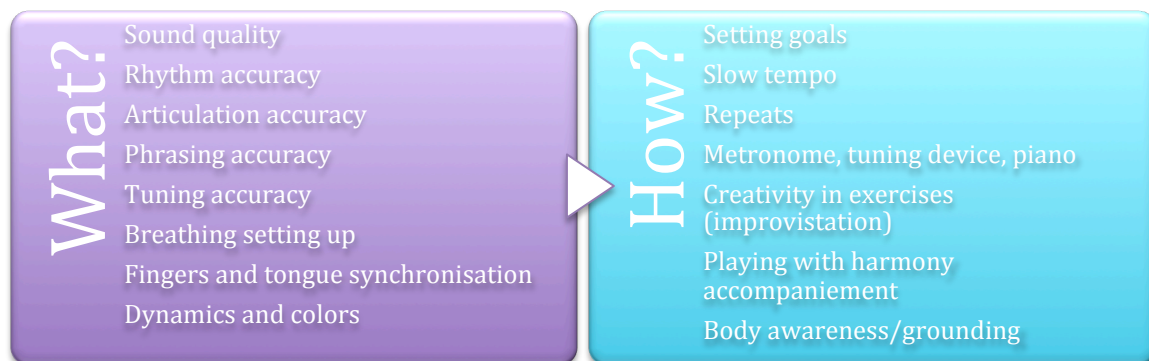 What?
Sound quality
Rhythm accuracy
Articulation accuracy
Phrasing accuracy
Tuning accuracy
Breathing setting up
Fingers and tongue synchronisation
Dynamics and colors
How?
Setting goals
Slow tempo
Repeats
Metronome, tuning device, piano
Creativity in exercises
(improvistation)
Playing with harmony
accompaniement
Body awareness/grounding